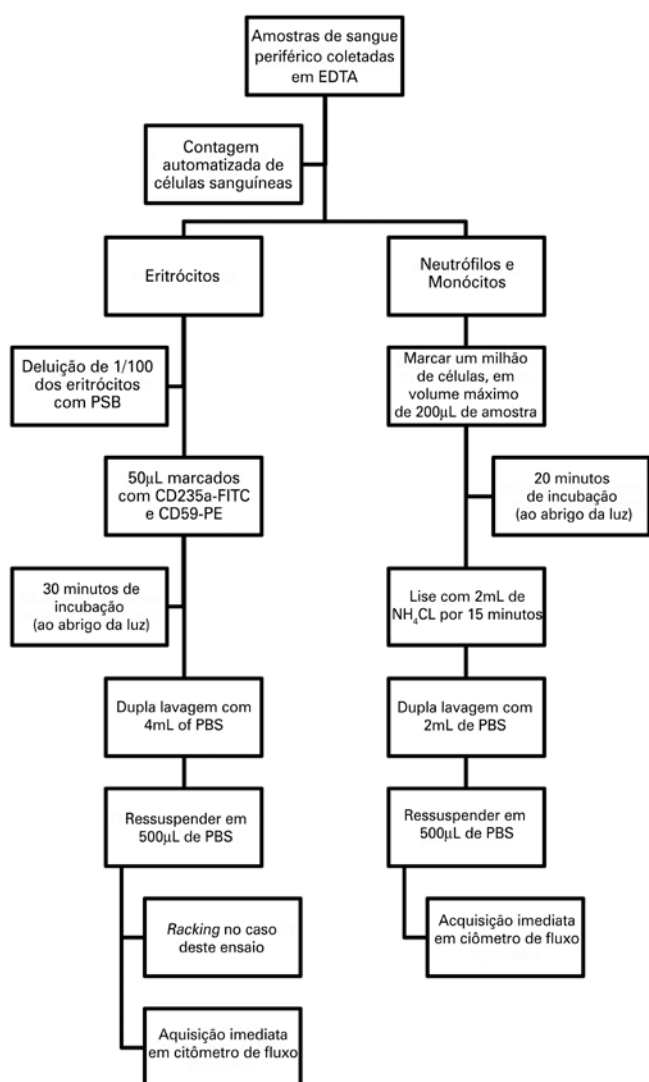 Amostras de sangue
periférico coletadas
em EDTA
Contagem
automatizada de
células sanguíneas
Eritrócitos
Deluição de 1/100
dos eritrócitos
com PSB
50µL marcados
com CD235a-FITC
e CD59-PE
30 minutos de
incubação
(ao abrigo da luz)
Dupla lavagem com
4mL of PBS
Ressuspender em
500µL de PBS
Racking no caso
deste ensaio
Aquisição imediata
em citômetro de fluxo
Neutrófilos e
Monócitos
Marcar um milhão
de células, em
volume máximo
de 200µL de amostra
20 minutos
de incubação
(ao abrigo da luz)
Lise com 2mL de
NH₄CL por 15 minutos
Dupla lavagem com
2mL de PBS
Ressuspender em
500µL de PBS
Acquisição imediata
em ciômetro de fluxo